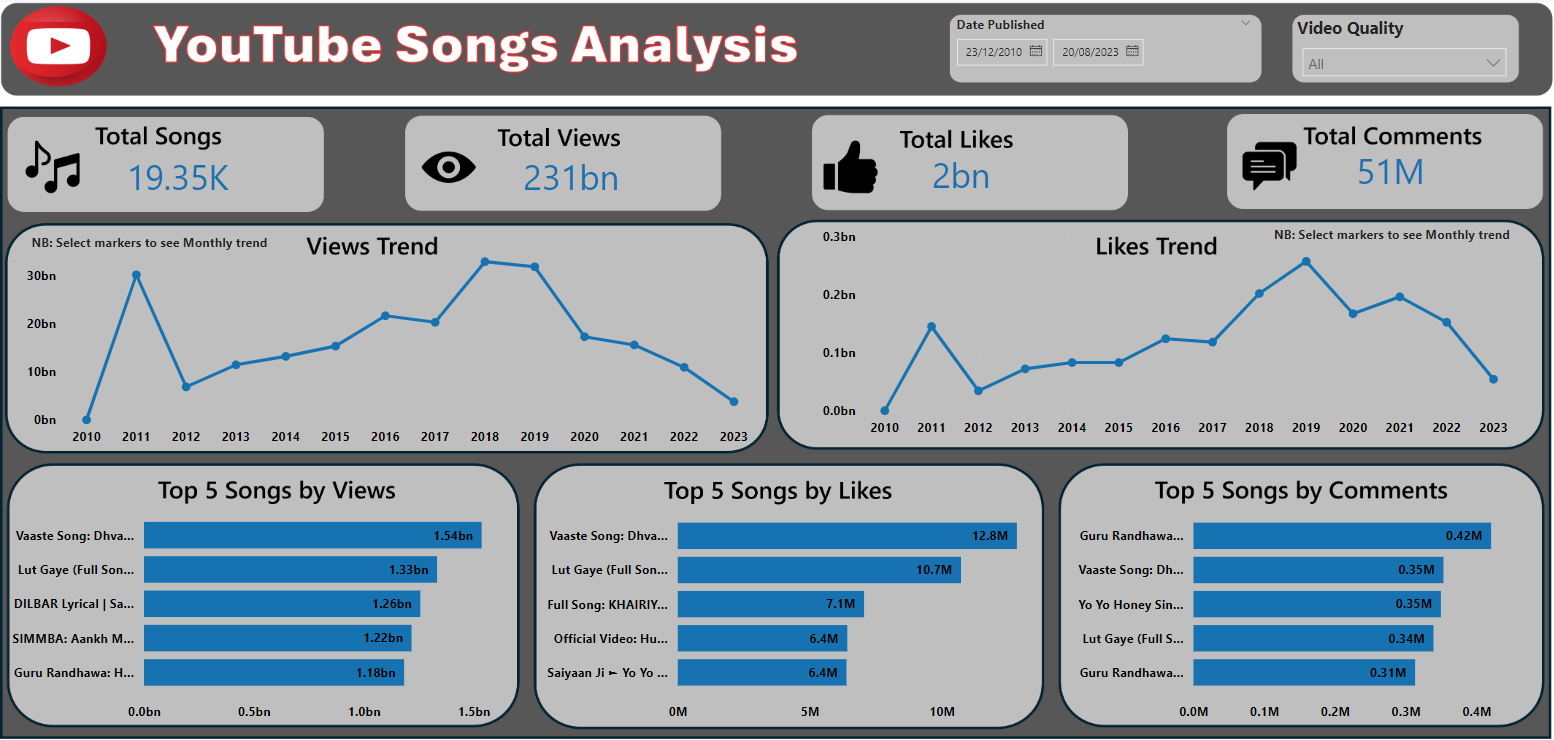 YouTube Songs Analysis
Date Published
23/12/2010 20/08/2023
Video Quality
All
Total Songs
19.35K
Total Views
231bn
Total Likes
2bn
Total Comments
51M
NB: Select markers to see Monthly trend
Views Trend
30bn
20bn
10bn
0bn
2010 2011 2012 2013 2014 2015 2016 2017 2018 2019 2020 2021 2022 2023
Likes Trend
NB: Select markers to see Monthly trend
0.3bn
0.2bn
0.1bn
0.0bn
2010 2011 2012 2013 2014 2015 2016 2017 2018 2019 2020 2021 2022 2023
Top 5 Songs by Views
Vaaste Song: Dhva... 1.54bn
Lut Gaye (Full Son... 1.33bn
DILBAR Lyrical | Sa... 1.26bn
SIMMBA: Aankh M... 1.22bn
Guru Randhawa: H... 1.18bn
0.0bn 0.5bn 1.0bn 1.5bn
Top 5 Songs by Likes
Vaaste Song: Dhva... 12.8M
Lut Gaye (Full Son... 10.7M
Full Song: KHAIRIY... 7.1M
Official Video: Hu... 6.4M
Saiyaan Ji ► Yo Yo ... 6.4M
0M 5M 10M
Top 5 Songs by Comments
Guru Randhawa... 0.42M
Vaaste Song: Dh... 0.35M
Yo Yo Honey Sin... 0.35M
Lut Gaye (Full S... 0.34M
Guru Randhawa... 0.31M
0.0M 0.1M 0.2M 0.3M 0.4M